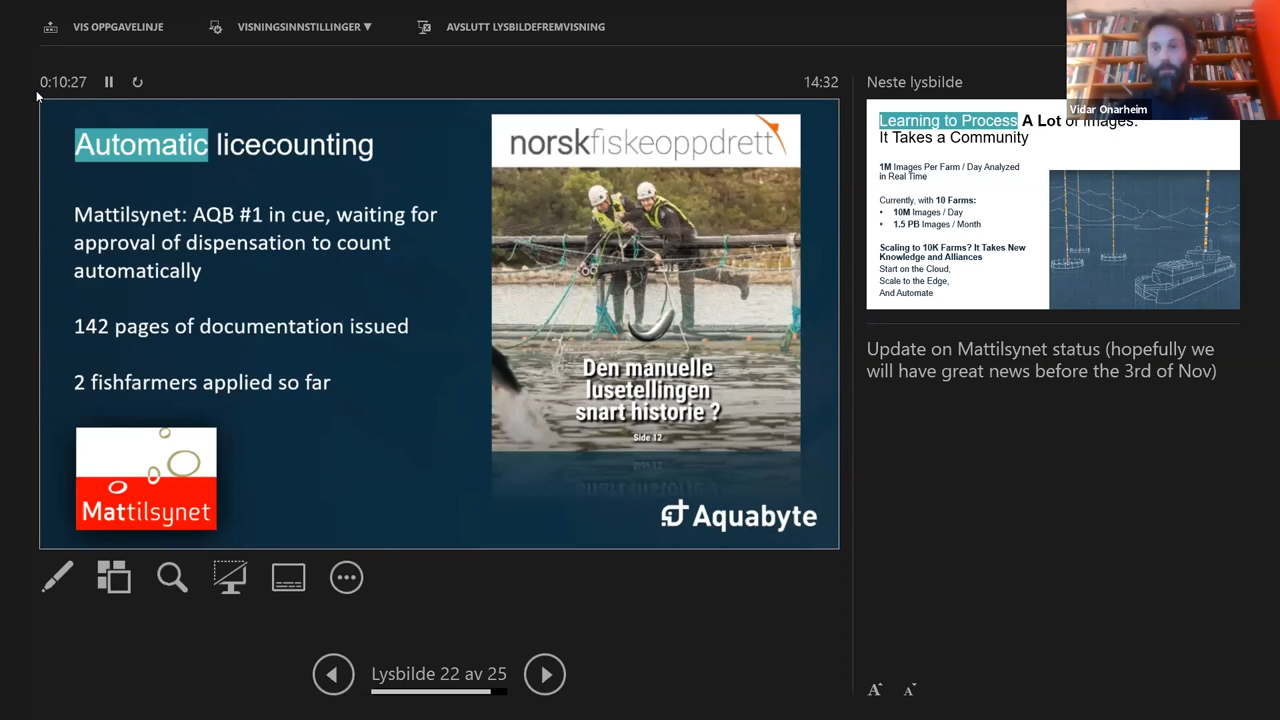 VIS OPPGAVELINJE
VISNINGSINNSTILLINGER ▼
AVSLUTT LYSBILDEFREMVISNING
Vidar Onarheim
0:10:27
14:32
Automatic licecounting
Mattilsynet: AQB #1 in cue, waiting for
approval of dispensation to count
automatically
142 pages of documentation issued
2 fishfarmers applied so far
Mattilsynet
norskfiskeoppdrett
Den manuelle
lusetellingen
snart historie ?
Side 12
Aquabyte
Lysbilde 22 av 25
Neste lysbilde
Learning to Process A Lot of Images:
It Takes a Community
1M Images Per Farm / Day Analyzed
in Real Time
Currently, with 10 Farms:
• 10M Images / Day
• 1.5 PB Images / Month
Scaling to 10K Farms? It Takes New
Knowledge and Alliances
Start on the Cloud,
Scale to the Edge,
And Automate
Update on Mattilsynet status (hopefully we
will have great news before the 3rd of Nov)
A A